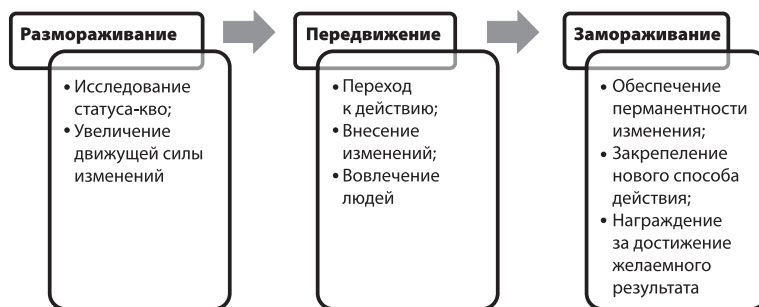 Размораживание
• Исследование
статуса-кво;
• Увеличение
движущей силы
изменений
Передвижение
• Переход
к действию;
• Внесение
изменений;
• Вовлечение
людей
Замораживание
• Обеспечение
перманентности
изменения;
• Закрепеление
нового способа
действия;
• Награждение
за достижение
желаемного
результата